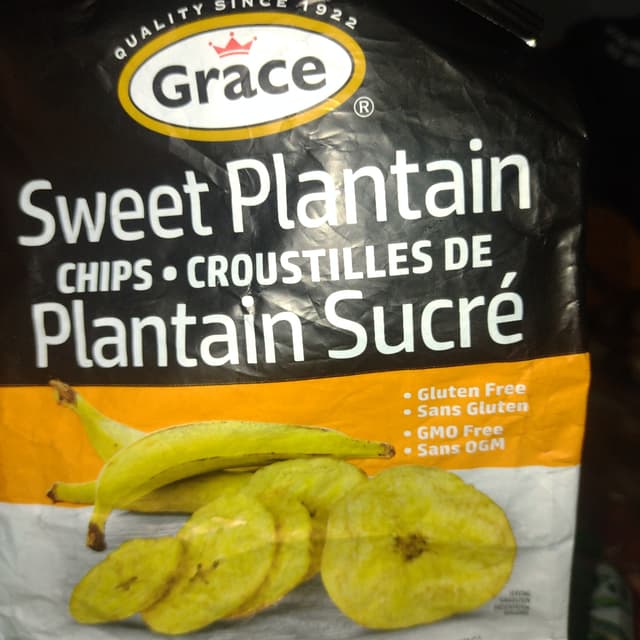 QUALITY SINCE 1922
Grace®
Sweet Plantain
CHIPS • CROUSTILLES DE
Plantain Sucré
• Gluten Free
• Sans Gluten
• GMO Free
• Sans OGM